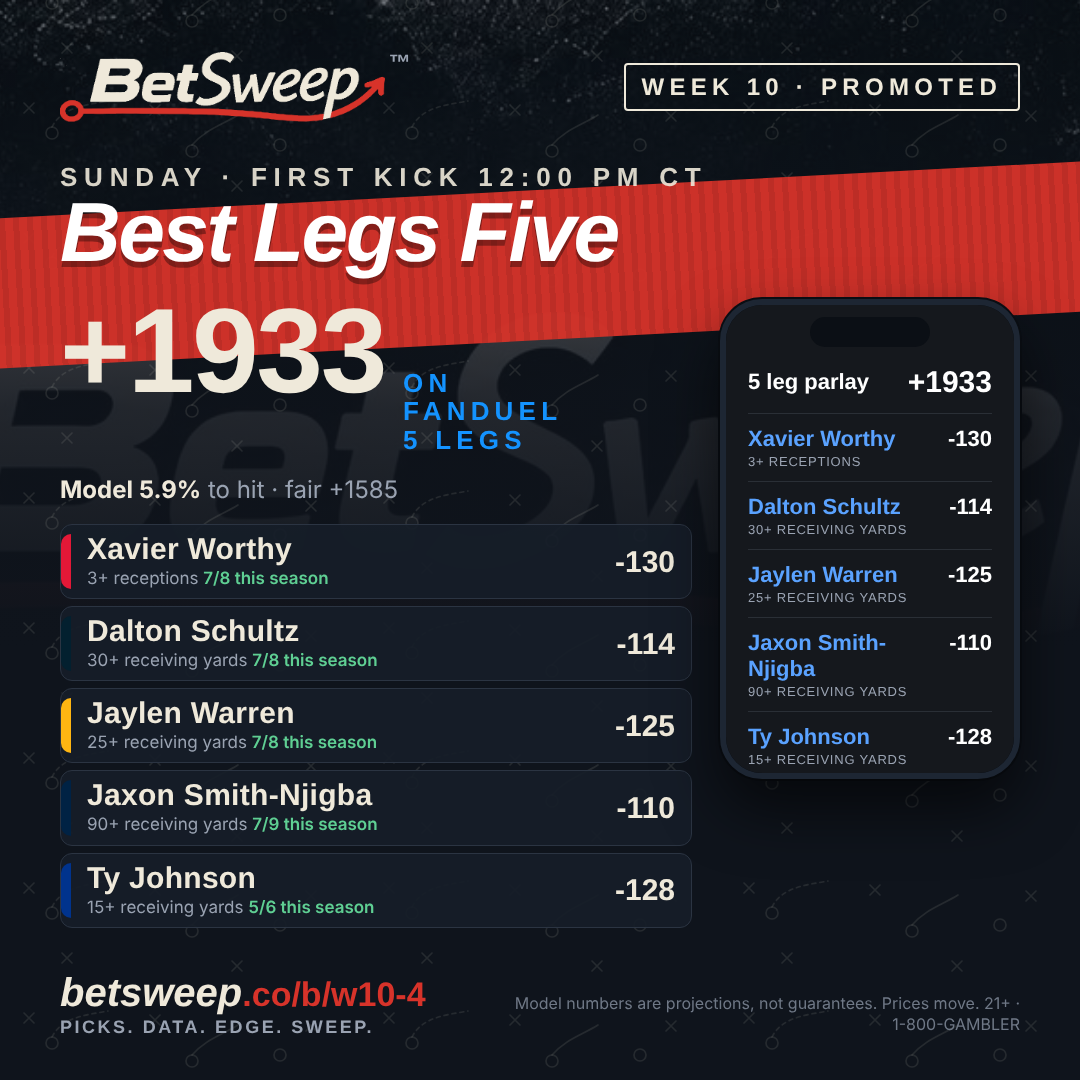 BetSweep™
WEEK 10 · PROMOTED
SUNDAY · FIRST KICK 12:00 PM CT
Best Legs Five
+1933
ON
FANDUEL
5 LEGS
Model 5.9% to hit · fair +1585
Xavier Worthy
3+ receptions 7/8 this season
-130
Dalton Schultz
30+ receiving yards 7/8 this season
-114
Jaylen Warren
25+ receiving yards 7/8 this season
-125
Jaxon Smith-Njigba
90+ receiving yards 7/9 this season
-110
Ty Johnson
15+ receiving yards 5/6 this season
-128
5 leg parlay +1933
Xavier Worthy -130
3+ RECEPTIONS
Dalton Schultz -114
30+ RECEIVING YARDS
Jaylen Warren -125
25+ RECEIVING YARDS
Jaxon Smith- -110
Njigba
90+ RECEIVING YARDS
Ty Johnson -128
15+ RECEIVING YARDS
betsweep.co/b/w10-4
PICKS. DATA. EDGE. SWEEP.
Model numbers are projections, not guarantees. Prices move. 21+ ·
1-800-GAMBLER